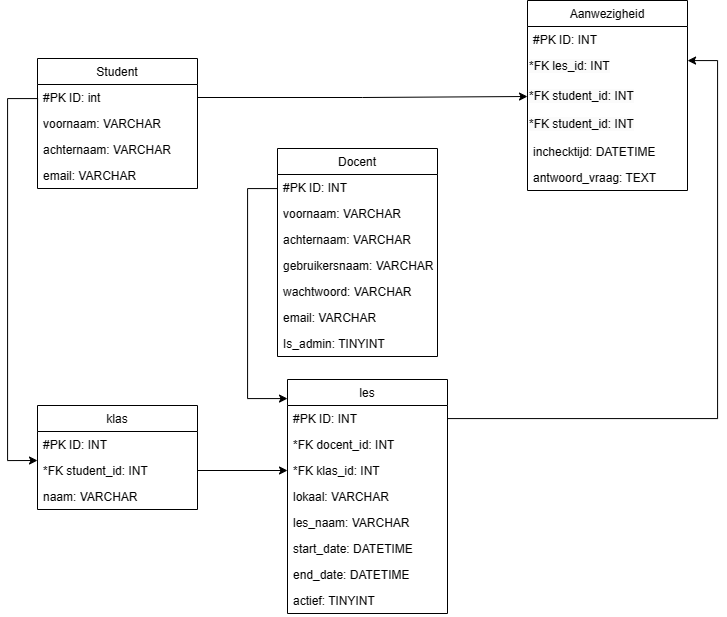 Student
#PK ID: int
voornaam: VARCHAR
achternaam: VARCHAR
email: VARCHAR
Docent
#PK ID: INT
voornaam: VARCHAR
achternaam: VARCHAR
gebruikersnaam: VARCHAR
wachtwoord: VARCHAR
email: VARCHAR
Is_admin: TINYINT
Aanwezigheid
#PK ID: INT
*FK les_id: INT
*FK student_id: INT
*FK student_id: INT
inchecktijd: DATETIME
antwoord_vraag: TEXT
klas
#PK ID: INT
*FK student_id: INT
naam: VARCHAR
les
#PK ID: INT
*FK docent_id: INT
*FK klas_id: INT
lokaal: VARCHAR
les_naam: VARCHAR
start_date: DATETIME
end_date: DATETIME
actief: TINYINT